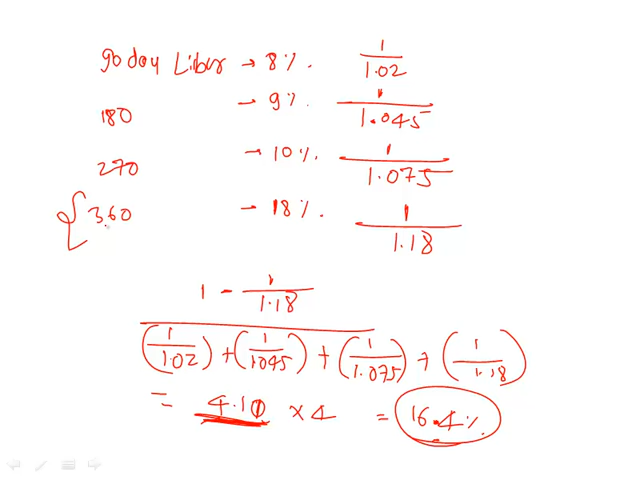 90 day Libor → 8%. 1/1.02
180 → 9%. 1/1.045
270 → 10%. 1/1.075
{ 360 → 18%. 1/1.18
1 - 1/1.18
(1/1.02) + (1/1.045) + (1/1.075) + (1/1.18)
= 4.10 × 4 = 16.4%